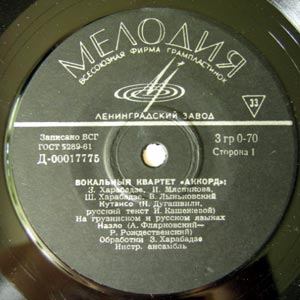 МЕЛОДИЯ
ВСЕСОЮЗНАЯ ФИРМА ГРАМПЛАСТИНОК
33
ЛЕНИНГРАДСКИЙ ЗАВОД
Записано ВСГ
ГОСТ 5289-61
Д-00017775
3 гр 0-70
Сторона 1
ВОКАЛЬНЫЙ КВАРТЕТ «АККОРД»:
З. Харабадзе, И. Мясникова,
Ш. Харабадзе, В. Лыньковский
Кутаисо (И. Дугашвили,
русский текст И. Кашежевой)
На грузинском и русском языках
Назло (А. Флярковский—
Р. Рождественский)
Обработки З. Харабадзе
Инстр. ансамбль